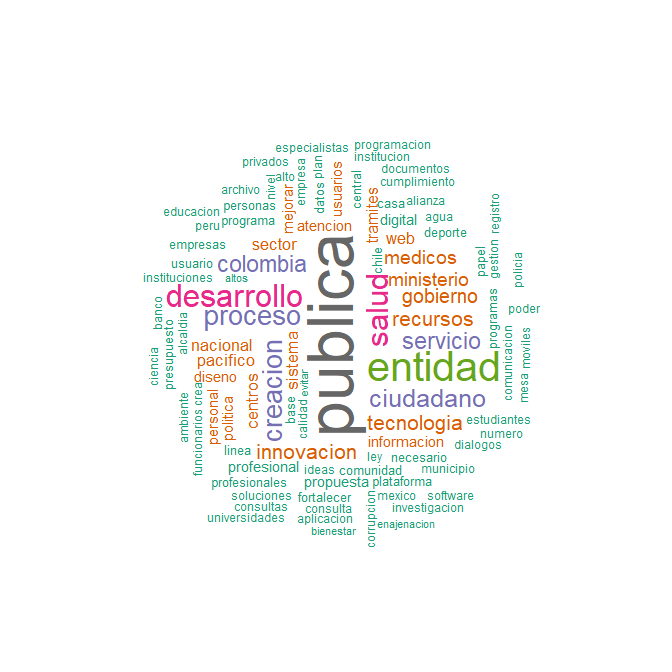 especialistas
programacion
institucion
privados
documentos
cumplimiento
alto
nivel
empresa
plan
datos
usuarios
central
archivo
mejorar
tramites
casa
alianza
personas
educacion
programa
peru
atencion
digital
agua
registro
deporte
web
sector
empresas
chile
medicos
papel
gestion
policia
usuario
colombia
instituciones
altos
ministerio
desarrollo
salud
gobierno
programas
poder
banco
proceso
publica
recursos
alcaldia
presupuesto
servicio
nacional
sistema
creacion
entidad
comunicacion
moviles
mesa
ciencia
pacifico
diseno
evitar
crea
funcionarios
ambiente
personal
politica
centros
base
calidad
ciudadano
tecnologia
estudiantes
numero
informacion
dialogos
linea
innovacion
ley
necesario
profesional
ideas
comunidad
municipio
profesionales
propuesta
plataforma
soluciones
fortalecer
mexico
software
consultas
consulta
investigacion
universidades
aplicacion
corrupcion
enajenacion
bienestar